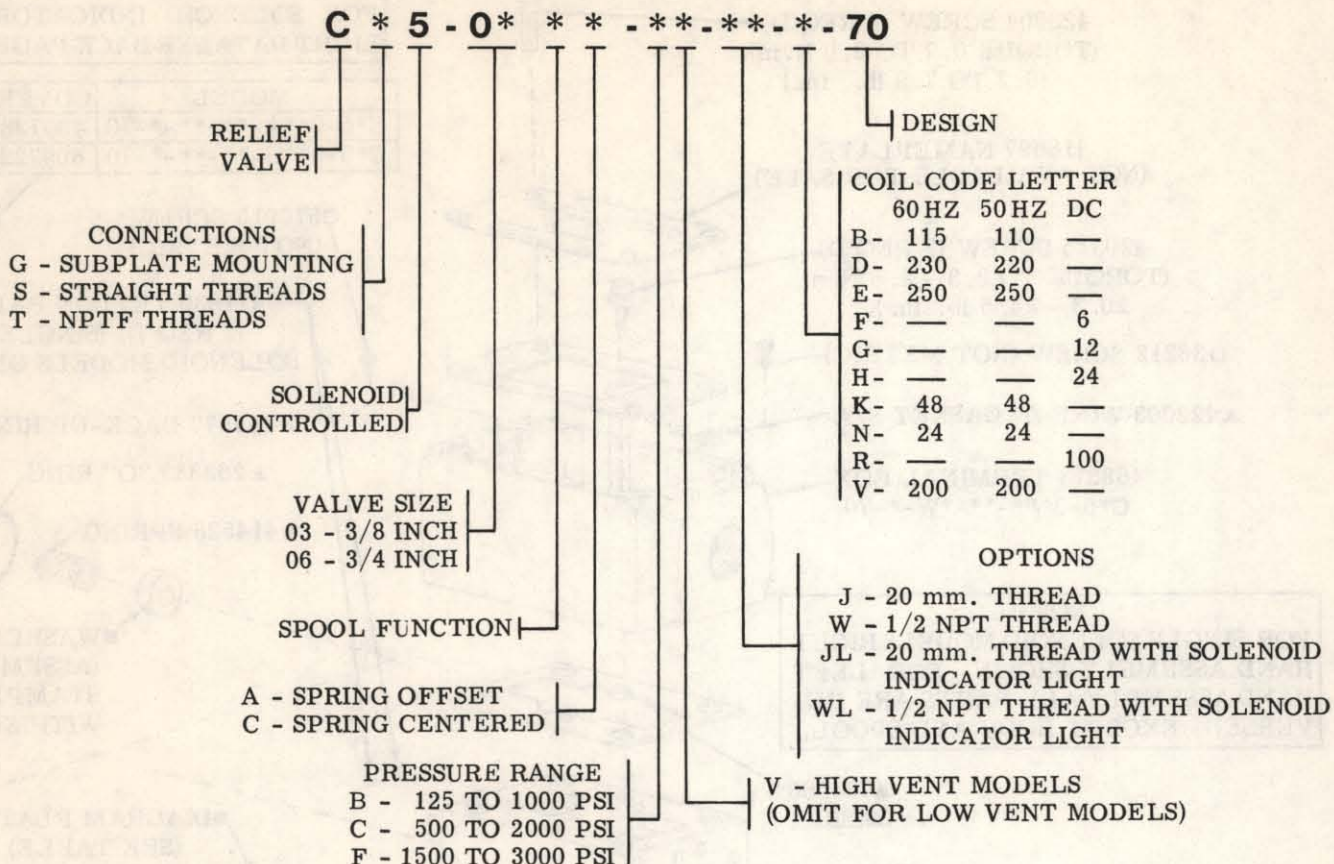 C * 5 - 0 * * * - ** - ** - * - 70
RELIEF
VALVE
CONNECTIONS
G - SUBPLATE MOUNTING
S - STRAIGHT THREADS
T - NPTF THREADS
SOLENOID
CONTROLLED
VALVE SIZE
03 - 3/8 INCH
06 - 3/4 INCH
SPOOL FUNCTION
A - SPRING OFFSET
C - SPRING CENTERED
PRESSURE RANGE
B - 125 TO 1000 PSI
C - 500 TO 2000 PSI
F - 1500 TO 3000 PSI
DESIGN
COIL CODE LETTER
60 HZ 50 HZ DC
B- 115 110 —
D- 230 220 —
E- 250 250 —
F- — — 6
G- — — 12
H- — — 24
K- 48 48 —
N- 24 24 —
R- — — 100
V- 200 200 —
OPTIONS
J - 20 mm. THREAD
W - 1/2 NPT THREAD
JL - 20 mm. THREAD WITH SOLENOID
INDICATOR LIGHT
WL - 1/2 NPT THREAD WITH SOLENOID
INDICATOR LIGHT
V - HIGH VENT MODELS
(OMIT FOR LOW VENT MODELS)